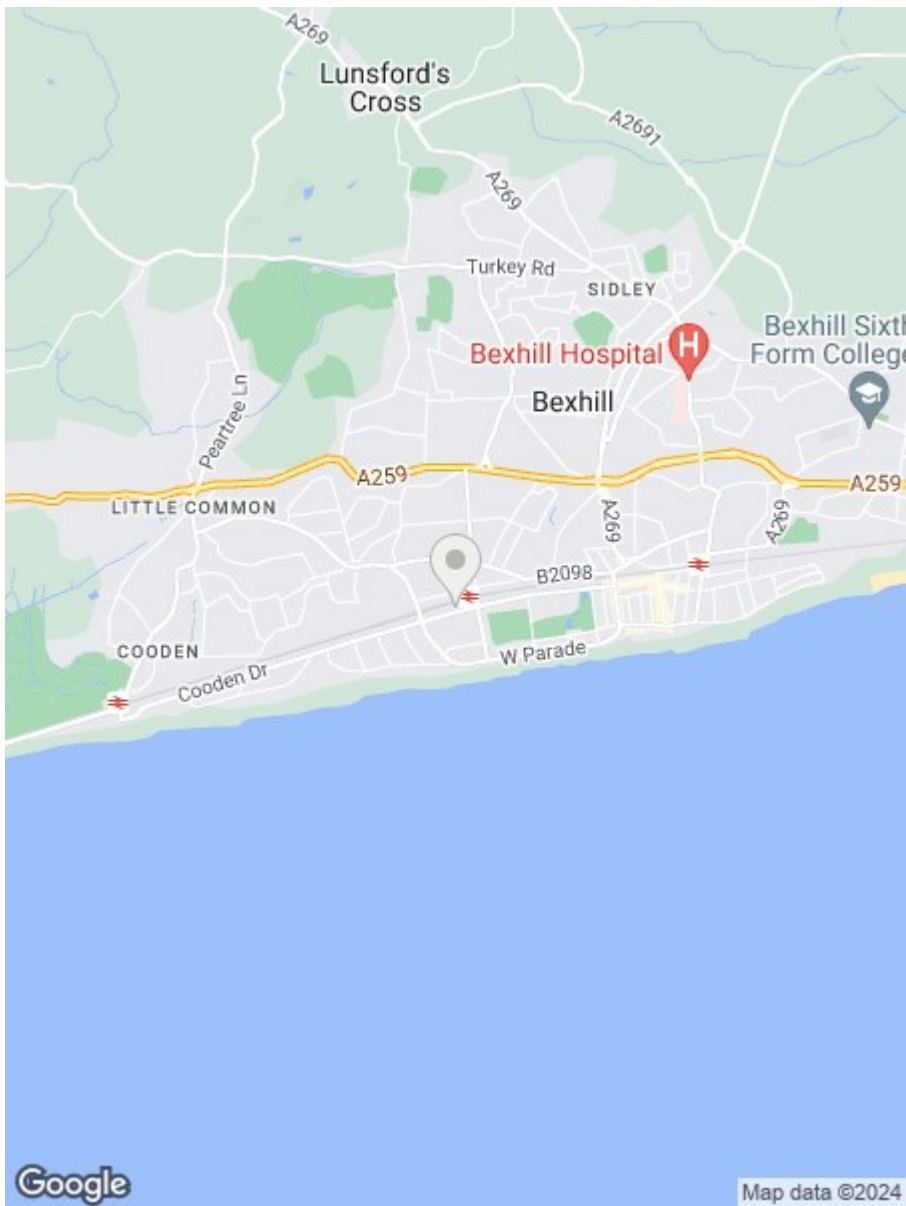 A269
Lunsford's
Cross
A2691
A269
Turkey Rd
SIDLEY
Bexhill Sixth
Form College
Bexhill Hospital
H
Bexhill
Peartree Ln
A259
A259
LITTLE COMMON
A269
A269
B2098
COODEN
W Parade
Cooden Dr
Google
Map data ©2024